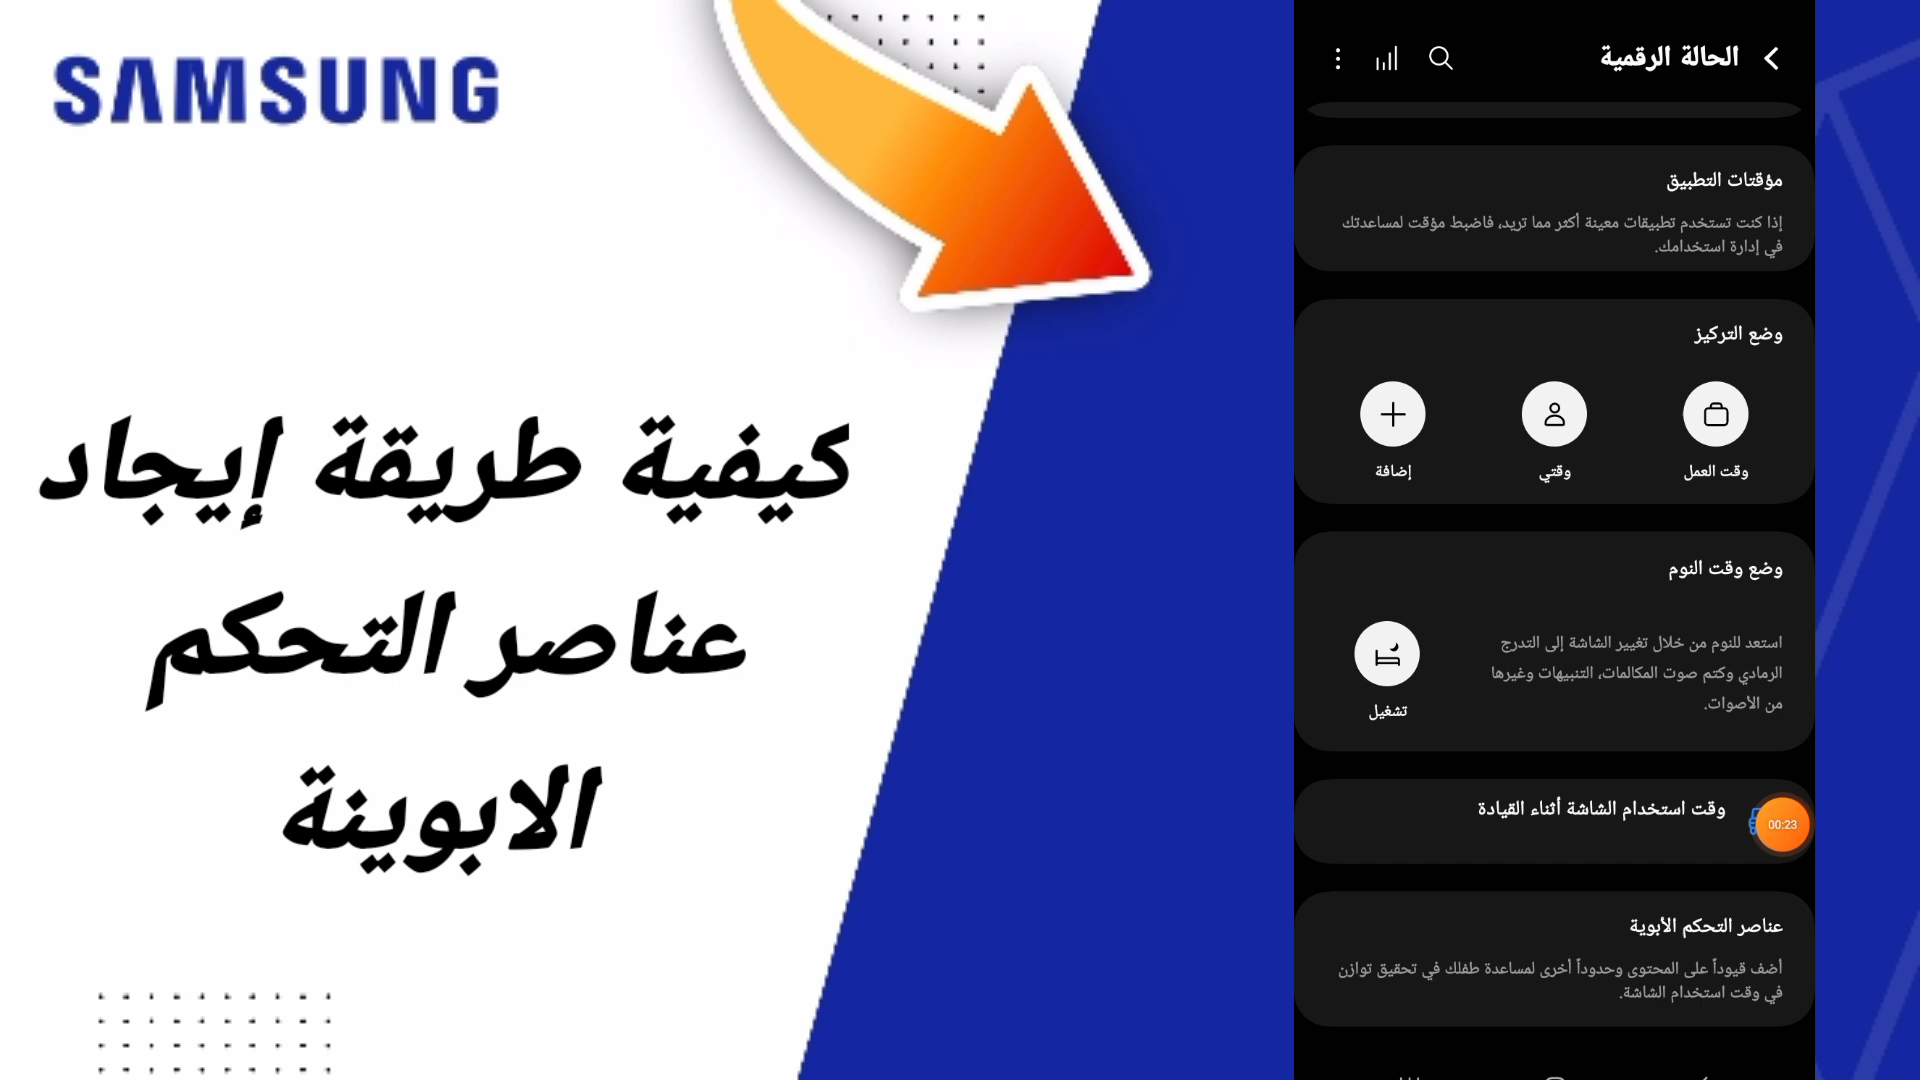 SAMSUNG
كيفية طريقة إيجاد
عناصر التحكم
الابوينة
الحالة الرقمية
مؤقتات التطبيق
إذا كنت تستخدم تطبيقات معينة أكثر مما تريد، فاضبط مؤقت لمساعدتك
في إدارة استخدامك.
وضع التركيز
وقت العمل
وقتي
إضافة
وضع وقت النوم
استعد للنوم من خلال تغيير الشاشة إلى التدرج
الرمادي وكتم صوت المكالمات، التنبيهات وغيرها
من الأصوات.
تشغيل
وقت استخدام الشاشة أثناء القيادة
00:23
عناصر التحكم الأبوية
أضف قيوداً على المحتوى وحدوداً أخرى لمساعدة طفلك في تحقيق توازن
في وقت استخدام الشاشة.